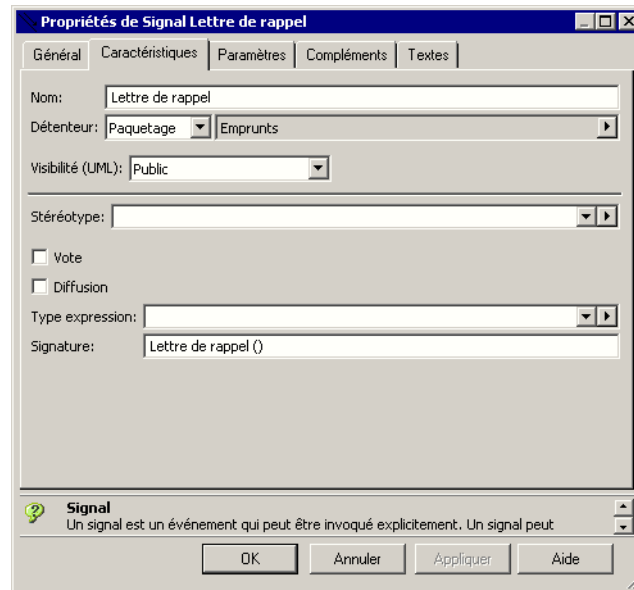 Propriétés de Signal Lettre de rappel
Général Caractéristiques Paramètres Compléments Textes
Nom: Lettre de rappel
Détenteur: Paquetage Emprunts
Visibilité (UML): Public
Stéréotype:
Vote
Diffusion
Type expression:
Signature: Lettre de rappel ()
Signal
Un signal est un événement qui peut être invoqué explicitement. Un signal peut
OK Annuler Appliquer Aide